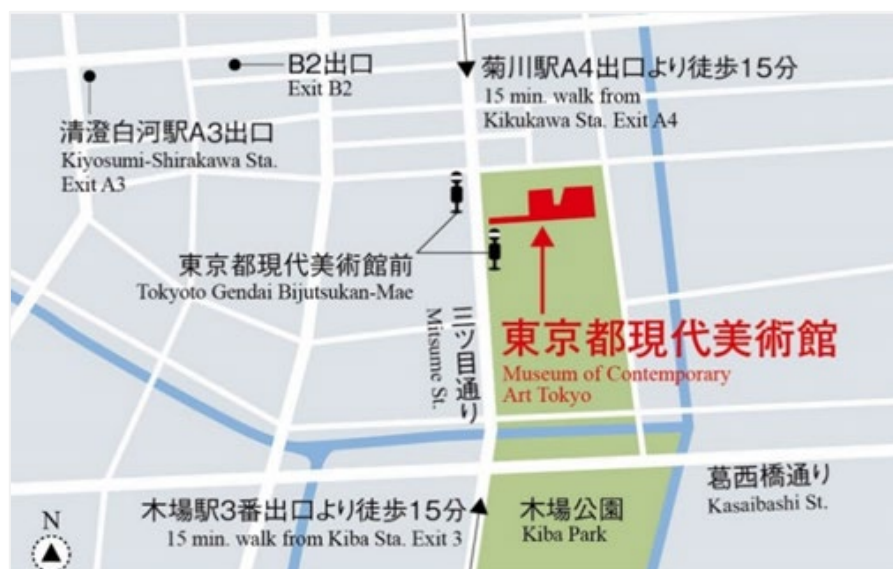 B2出口
Exit B2
菊川駅A4出口より徒歩15分
15 min. walk from
Kikukawa Sta. Exit A4
清澄白河駅A3出口
Kiyosumi-Shirakawa Sta.
Exit A3
東京都現代美術館前
Tokyoto Gendai Bijutsukan-Mae
三ツ目通り
Mitsume St.
東京都現代美術館
Museum of Contemporary
Art Tokyo
葛西橋通り
Kasaibashi St.
木場駅3番出口より徒歩15分
15 min. walk from Kiba Sta. Exit 3
木場公園
Kiba Park
N